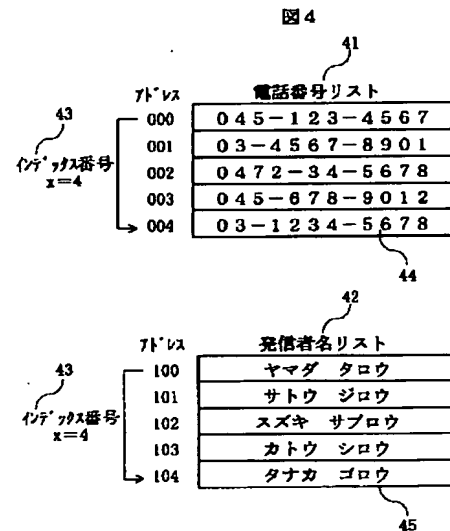 図4
41
アドレス 電話番号リスト
43
インデックス番号
x=4
000 045-123-4567
001 03-4567-8901
002 0472-34-5678
003 045-678-9012
004 03-1234-5678
44
42
アドレス 発信者名リスト
43
インデックス番号
x=4
100 ヤマダ タロウ
101 サトウ ジロウ
102 スズキ サブロウ
103 カトウ シロウ
104 タナカ ゴロウ
45